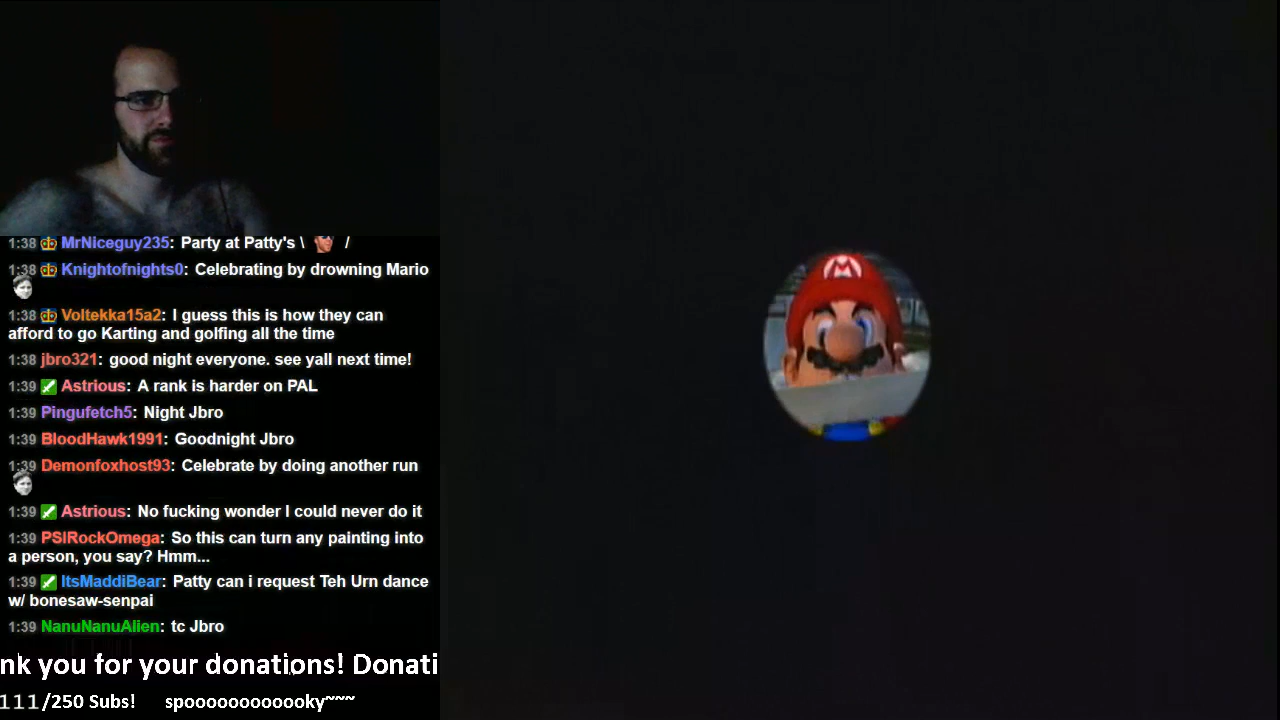 M
1:38 MrNiceguy235: Party at Patty's \ /
1:38 Knightofnights0: Celebrating by drowning Mario
1:38 Voltekka15a2: I guess this is how they can
afford to go Karting and golfing all the time
1:38 jbro321: good night everyone. see yall next time!
1:39 Astrious: A rank is harder on PAL
1:39 Pingufetch5: Night Jbro
1:39 BloodHawk1991: Goodnight Jbro
1:39 Demonfoxhost93: Celebrate by doing another run
1:39 Astrious: No fucking wonder I could never do it
1:39 PSIRockOmega: So this can turn any painting into
a person, you say? Hmm...
1:39 ItsMaddiBear: Patty can i request Teh Urn dance
w/ bonesaw-senpai
1:39 NanuNanuAlien: tc Jbro
nk you for your donations! Donati
111/250 Subs! spooooooooooky~~~